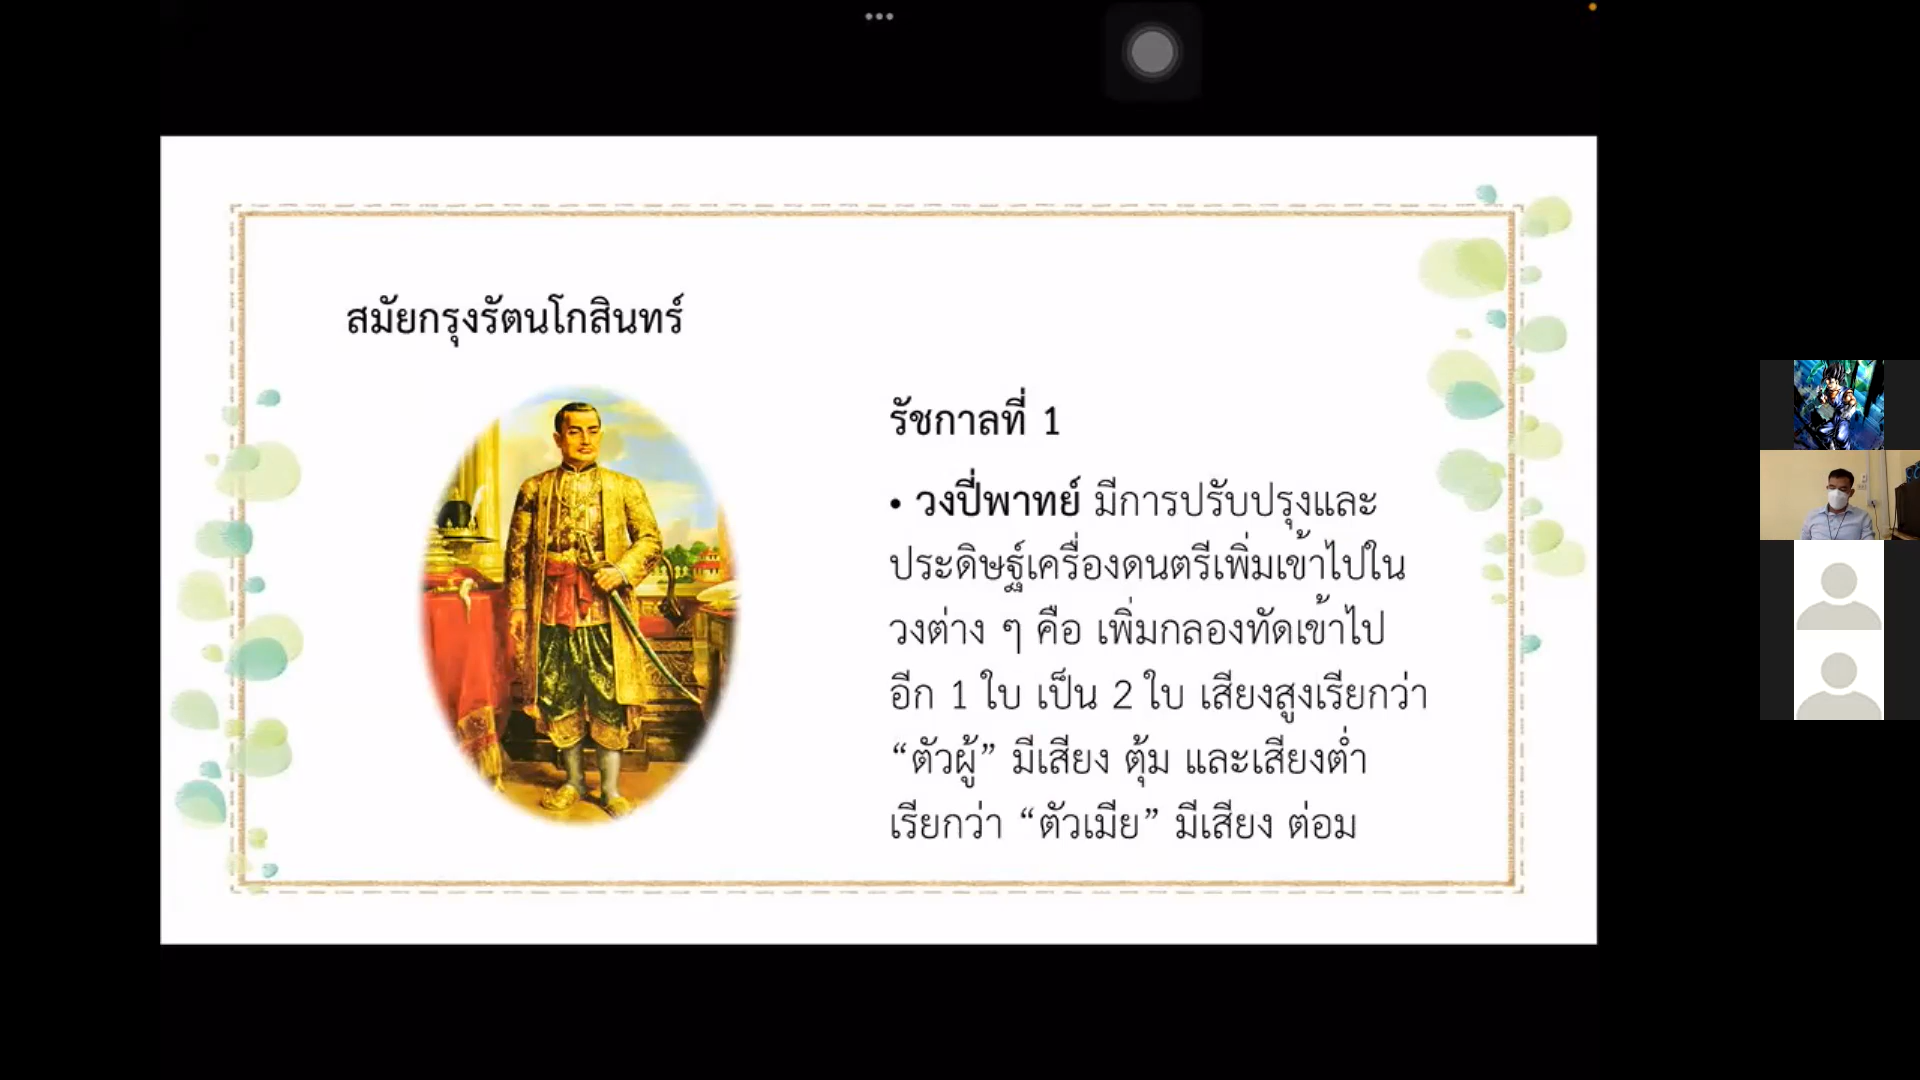 สมัยกรุงรัตนโกสินทร์
รัชกาลที่ 1
• วงปี่พาทย์ มีการปรับปรุงและ
ประดิษฐ์เครื่องดนตรีเพิ่มเข้าไปใน
วงต่าง ๆ คือ เพิ่มกลองทัดเข้าไป
อีก 1 ใบ เป็น 2 ใบ เสียงสูงเรียกว่า
“ตัวผู้” มีเสียง ตุ้ม และเสียงต่ำ
เรียกว่า “ตัวเมีย” มีเสียง ต่อม